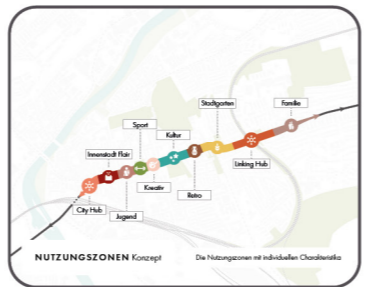 Stadtgarten
Familie
Sport
Kultur
Innenstadt Flair
Linking Hub
Kreativ
Retro
City Hub
Jugend
NUTZUNGSZONEN Konzept
Die Nutzungszonen mit individuellen Charakteristika